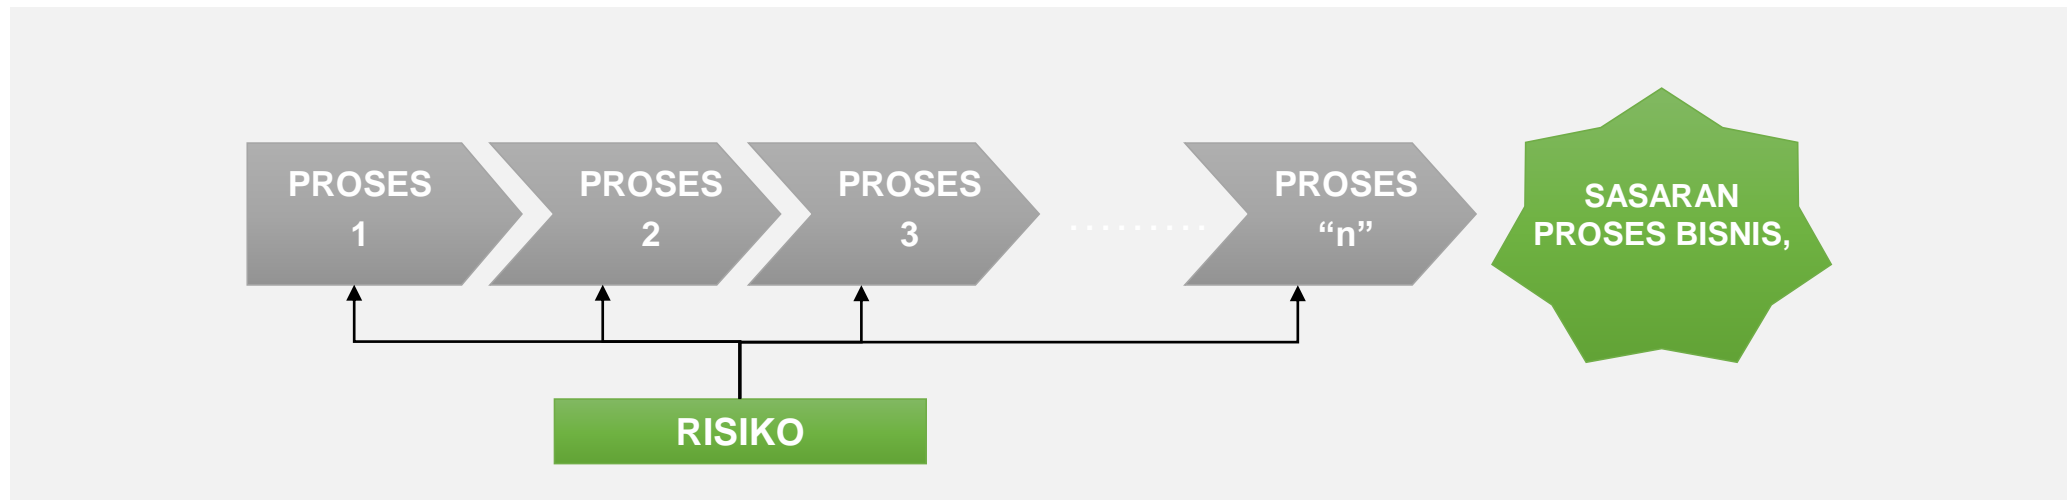 PROSES
1
PROSES
2
PROSES
3
.........
PROSES
“n”
SASARAN
PROSES BISNIS,
RISIKO